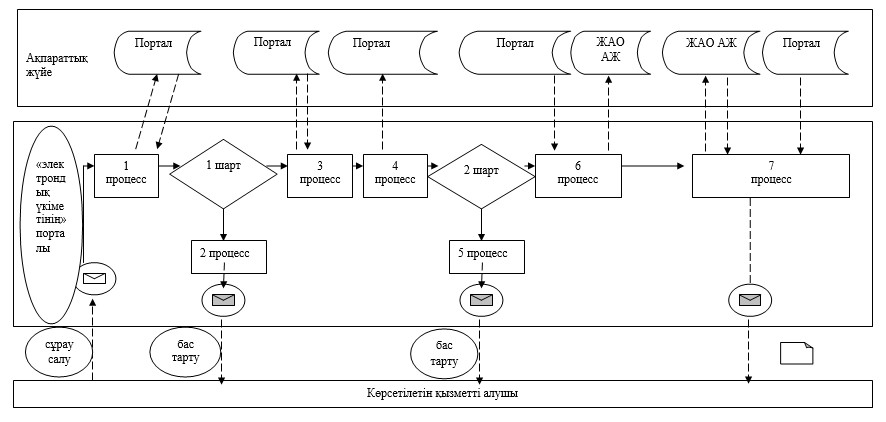 Портал
Портал
Портал
Портал
ЖАО
АЖ
ЖАО АЖ
Портал
Ақпараттық
жүйе
«элек
тронд
ық
үкіме
тінің»
порта
лы
1
процесс
1 шарт
3
процесс
4
процесс
2 шарт
6
процесс
7
процесс
2 процесс
5 процесс
сұрау
салу
бас
тарту
бас
тарту
Көрсетілетін қызметті алушы